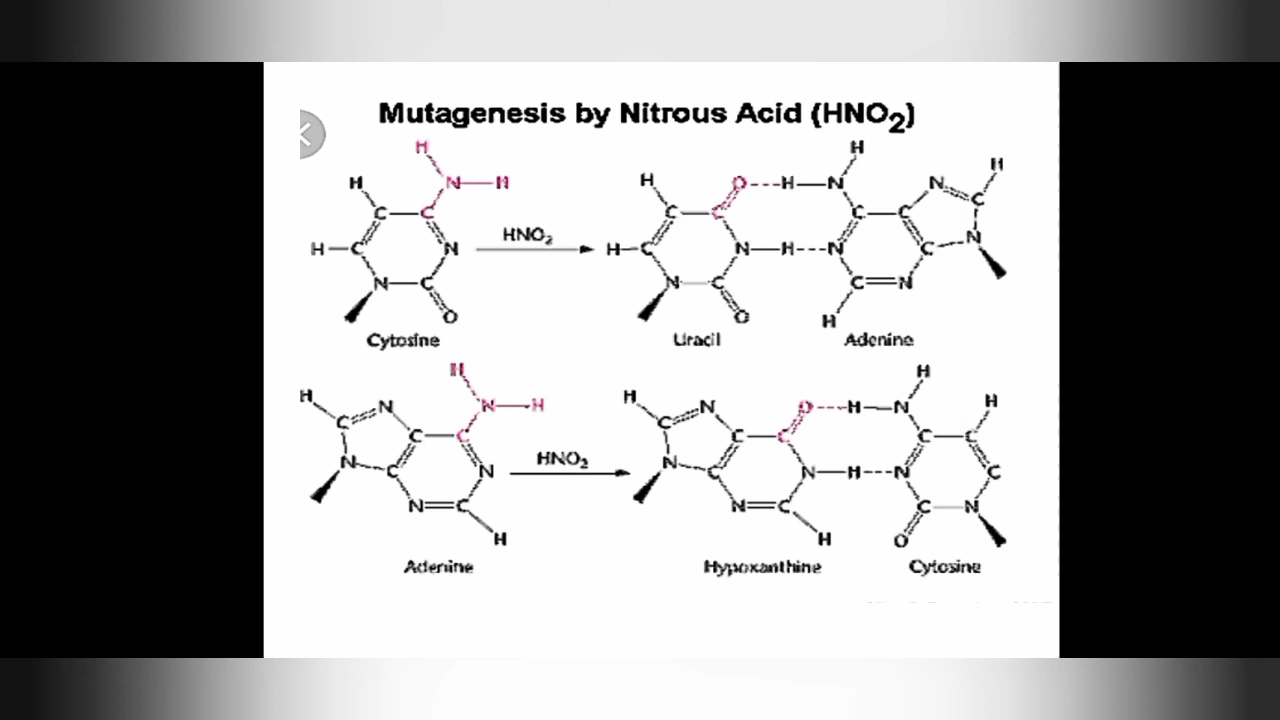 Mutagenesis by Nitrous Acid (HNO₂)
H
H N H
C C
H C N HNO₂
N C
O
Cytosine
H
H O H N N H
C C C C
H C N H N C N
N C C N
O H
Uracil Adenine
H
H N N H
C C C
N C N HNO₂
N C
H
Adenine
H
H N O H N H
C C C C C
N C N H N C
N C C N
H O
Hypoxanthine Cytosine